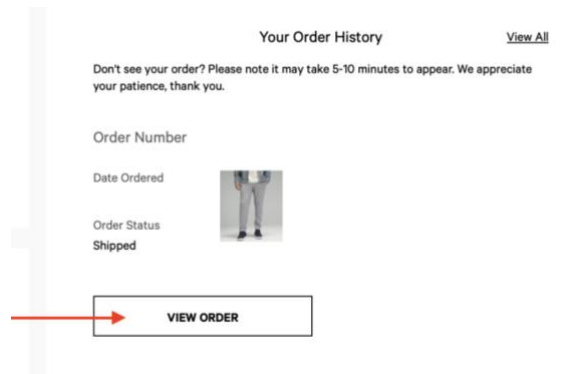 Your Order History
View All
Don't see your order? Please note it may take 5-10 minutes to appear. We appreciate
your patience, thank you.
Order Number
Date Ordered
Order Status
Shipped
VIEW ORDER